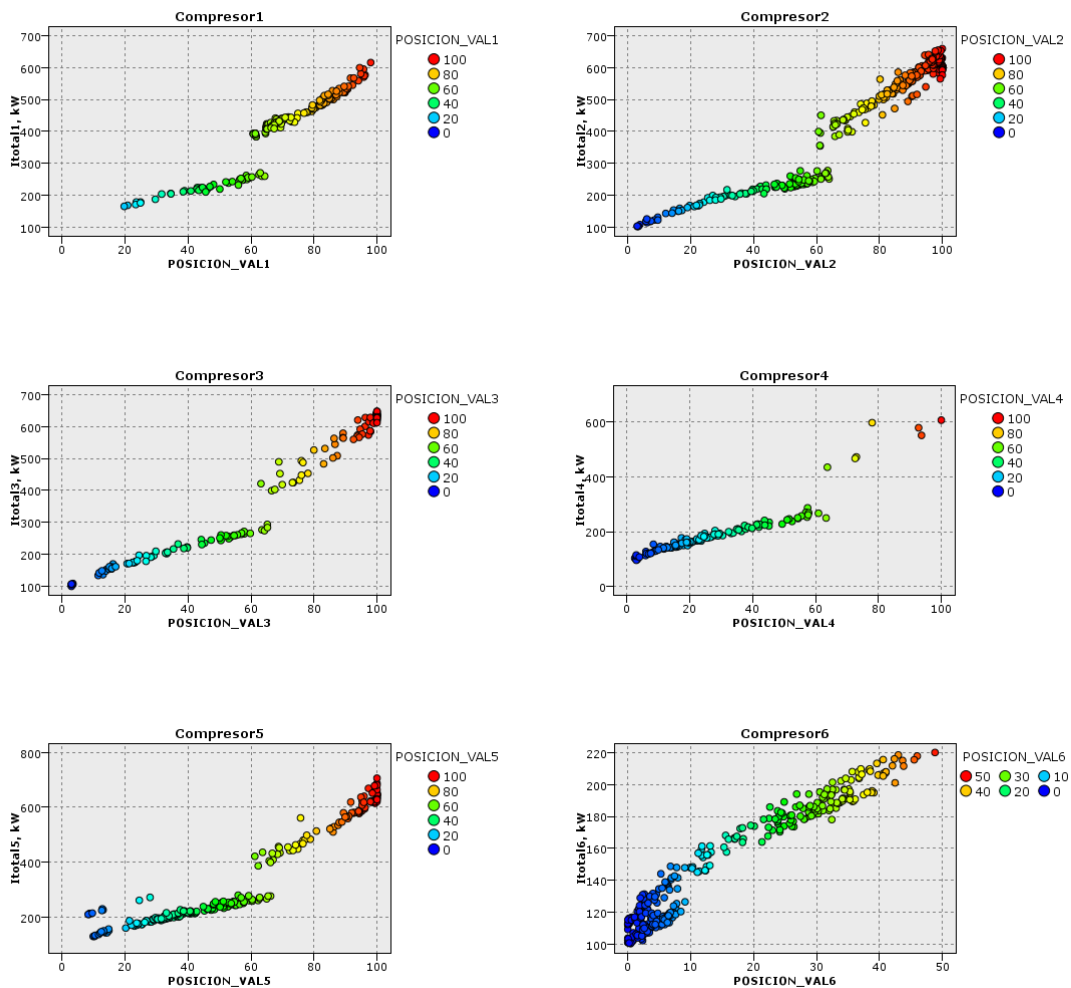 Compresor1
Itotal1, kW
700
600
500
400
300
200
100
0 20 40 60 80 100
POSICION_VAL1
POSICION_VAL1
100
80
60
40
20
0
Compresor2
Itotal2, kW
700
600
500
400
300
200
100
0 20 40 60 80 100
POSICION_VAL2
POSICION_VAL2
100
80
60
40
20
0
Compresor3
Itotal3, kW
700
600
500
400
300
200
100
0 20 40 60 80 100
POSICION_VAL3
POSICION_VAL3
100
80
60
40
20
0
Compresor4
Itotal4, kW
600
400
200
0
0 20 40 60 80 100
POSICION_VAL4
POSICION_VAL4
100
80
60
40
20
0
Compresor5
Itotal5, kW
800
600
400
200
0 20 40 60 80 100
POSICION_VAL5
POSICION_VAL5
100
80
60
40
20
0
Compresor6
Itotal6, kW
220
200
180
160
140
120
100
0 10 20 30 40 50
POSICION_VAL6
POSICION_VAL6
50 30 10
40 20 0